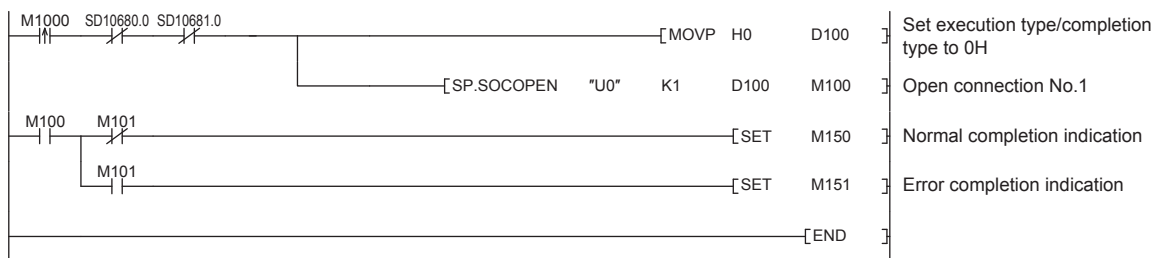 M1000 SD10680.0 SD10681.0
MOVP H0 D100
Set execution type/completion
type to 0H
SP.SOCOPEN "U0" K1 D100 M100
Open connection No.1
M100 M101
SET M150
Normal completion indication
M101
SET M151
Error completion indication
END